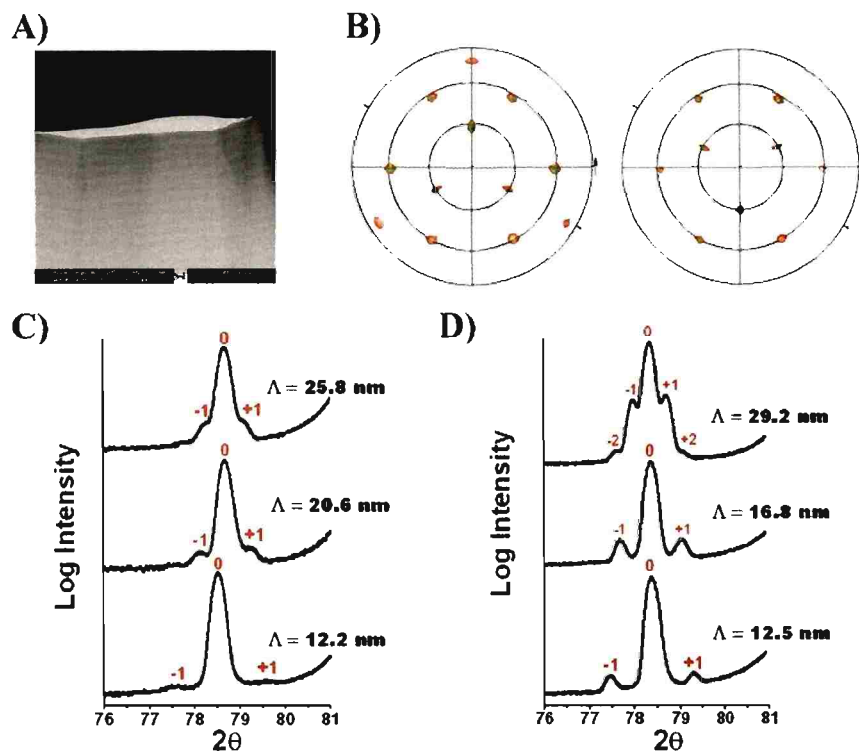 A)
B)
C)
0
-1
+1
Λ = 25.8 nm
0
-1
+1
Λ = 20.6 nm
0
-1
+1
Λ = 12.2 nm
Log Intensity
76 77 78 79 80 81
2θ
D)
0
-1
+1
-2
+2
Λ = 29.2 nm
0
-1
+1
Λ = 16.8 nm
0
-1
+1
Λ = 12.5 nm
Log Intensity
76 77 78 79 80 81
2θ